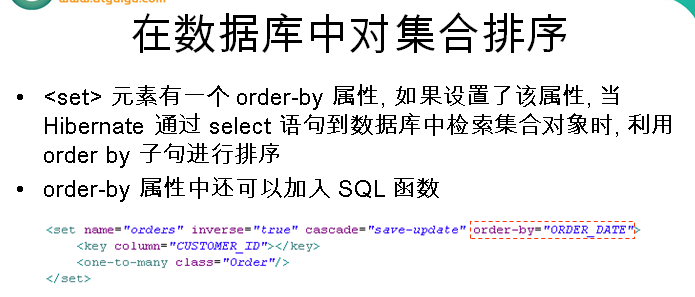 在数据库中对集合排序
• <set> 元素有一个 order-by 属性, 如果设置了该属性, 当
Hibernate 通过 select 语句到数据库中检索集合对象时, 利用
order by 子句进行排序
• order-by 属性中还可以加入 SQL 函数
<set name="orders" inverse="true" cascade="save-update" order-by="ORDER_DATE">
<key column="CUSTOMER_ID"></key>
<one-to-many class="Order"/>
</set>